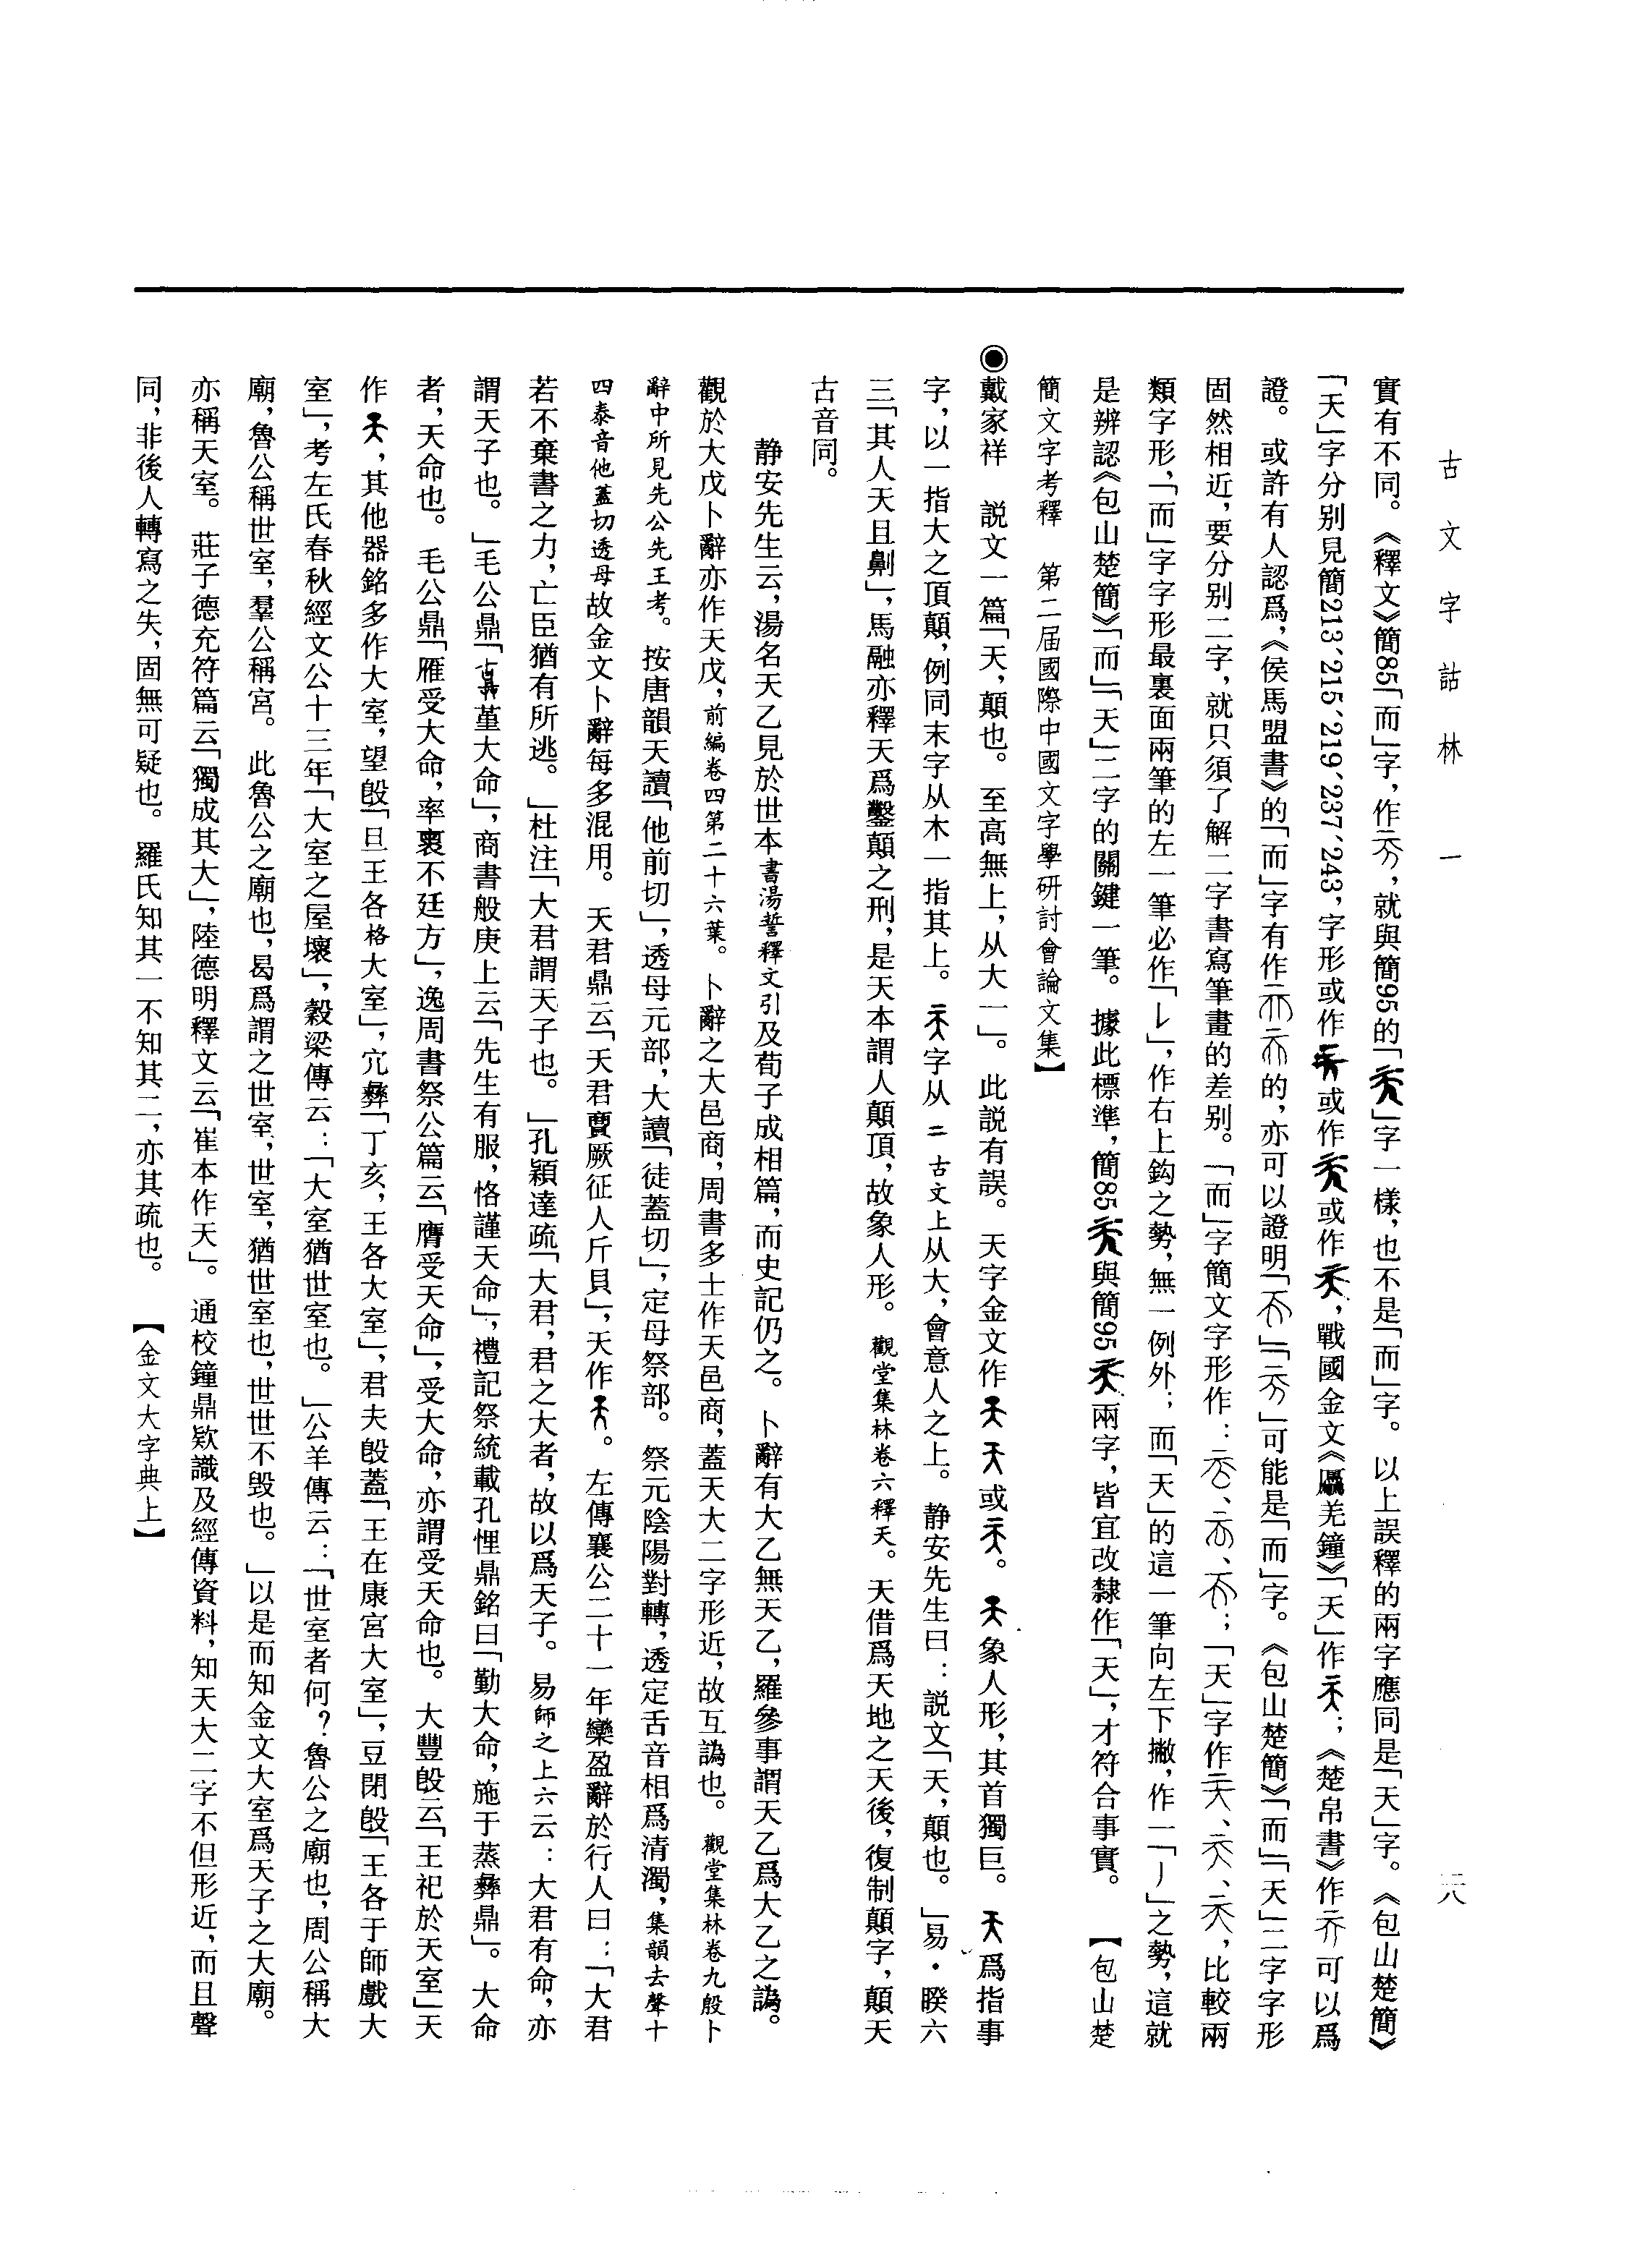 古文字詁林 一
二八
實有不同。《釋文》簡85「而」字，作，就與簡95的「」字一樣，也不是「而」字。以上誤釋的兩字應同是「天」字。《包山楚簡》
「天」字分别見簡213、215、219、237、243，字形或作或作或作，戰國金文《羌鐘》「天」作；《楚帛書》作可以爲
證。或許有人認爲，《侯馬盟書》的「而」字有作的，亦可以證明「」「」可能是「而」字。《包山楚簡》「而」「天」二字字形
固然相近，要分别二字，就只須了解二字書寫筆畫的差别。「而」字簡文字形作：、、；「天」字作、、，比較兩
類字形，「而」字字形最裏面兩筆的左一筆必作「」，作右上鈎之勢，無一例外；而「天」的這一筆向左下撇，作一「丿」之勢，這就
是辨認《包山楚簡》「而」「天」二字的關鍵一筆。據此標準，簡85與簡95兩字，皆宜改隸作「天」，才符合事實。【包山楚
簡文字考釋 第二届國際中國文字學研討會論文集】
◉戴家祥 説文一篇「天，顛也。至高無上，从大一」。此説有誤。天字金文作或。象人形，其首獨巨。爲指事
字，以一指大之頂顛，例同末字从木一指其上。字从二古文上从大，會意人之上。静安先生曰：説文「天，顛也。」易·睽六
三「其人天且劓」，馬融亦釋天爲鑿顛之刑，是天本謂人顛頂，故象人形。觀堂集林卷六釋天。天借爲天地之天後，復制顛字，顛天
古音同。
静安先生云，湯名天乙見於世本書湯誓釋文引及荀子成相篇，而史記仍之。卜辭有大乙無天乙，羅參事謂天乙爲大乙之譌。
觀於大戊卜辭亦作天戊，前編卷四第二十六葉。卜辭之大邑商，周書多士作天邑商，蓋天大二字形近，故互譌也。觀堂集林卷九殷卜
辭中所見先公先王考。按唐韻天讀「他前切」，透母元部，大讀「徒蓋切」，定母祭部。祭元陰陽對轉，透定舌音相爲清濁，集韻去聲十
四泰音他蓋切透母故金文卜辭每多混用。天君鼎云「天君賣厥征人斤貝」，天作。左傳襄公二十一年欒盈辭於行人曰：「大君
若不棄書之力，亡臣猶有所逃。」杜注「大君謂天子也。」孔穎達疏「大君，君之大者，故以爲天子。易師之上六云：大君有命，亦
謂天子也。」毛公鼎「堇大命」，商書般庚上云「先生有服，恪謹天命」，禮記祭統載孔悝鼎銘曰「勤大命，施于蒸彝鼎」。大命
者，天命也。毛公鼎「雁受大命，率褱不廷方」，逸周書祭公篇云「膺受天命」，受大命，亦謂受天命也。大豐𣪘云「王祀於天室」天
作，其他器銘多作大室，望𣪘「旦王各格大室」，宂彝「丁亥，王各大室」，君夫𣪘蓋「王在康宮大室」，豆閉𣪘「王各于師戲大
室」，考左氏春秋經文公十三年「大室之屋壞」，穀梁傳云：「大室猶世室也。」公羊傳云：「世室者何？魯公之廟也，周公稱大
廟，魯公稱世室，羣公稱宮。此魯公之廟也，曷爲謂之世室，世室，猶世室也，世世不毁也。」以是而知金文大室爲天子之大廟。
亦稱天室。莊子德充符篇云「獨成其大」，陸德明釋文云「崔本作天」。通校鐘鼎欵識及經傳資料，知天大二字不但形近，而且聲
同，非後人轉寫之失，固無可疑也。羅氏知其一不知其二，亦其疏也。【金文大字典上】